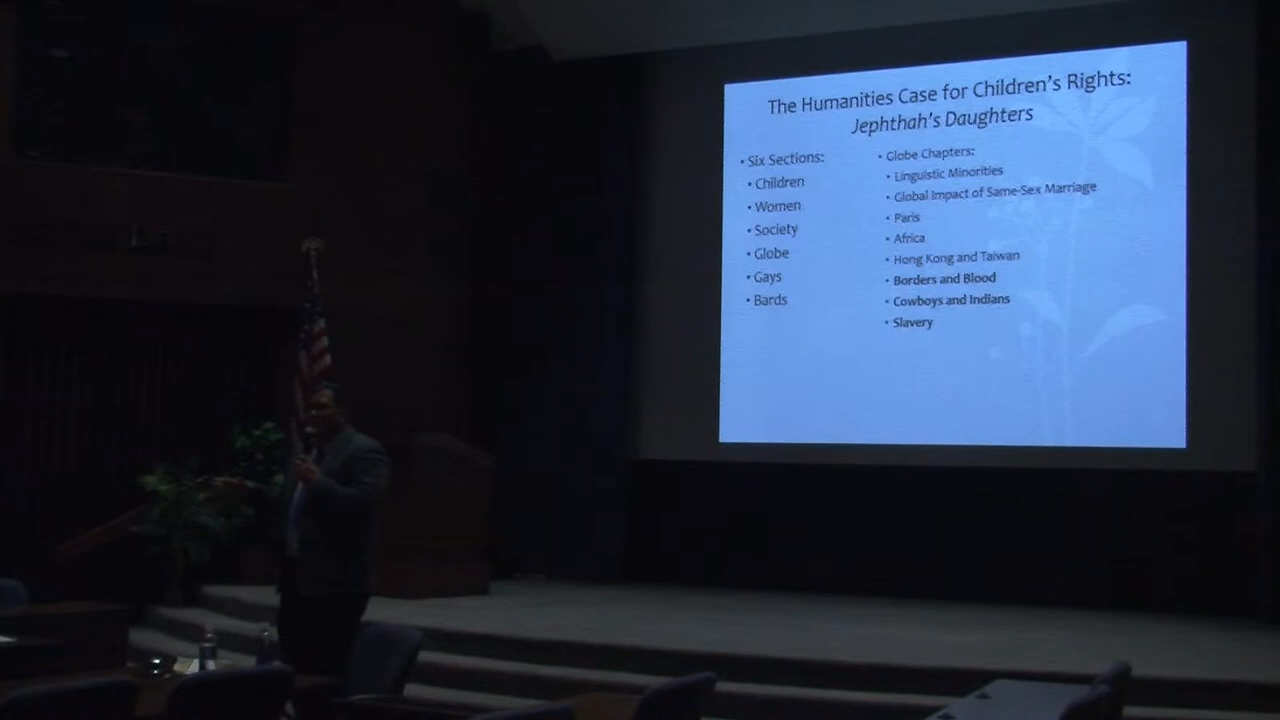 The Humanities Case for Children's Rights:
Jephthah's Daughters
• Six Sections:
• Children
• Women
• Society
• Globe
• Gays
• Bards
• Globe Chapters:
• Linguistic Minorities
• Global Impact of Same-Sex Marriage
• Paris
• Africa
• Hong Kong and Taiwan
• Borders and Blood
• Cowboys and Indians
• Slavery